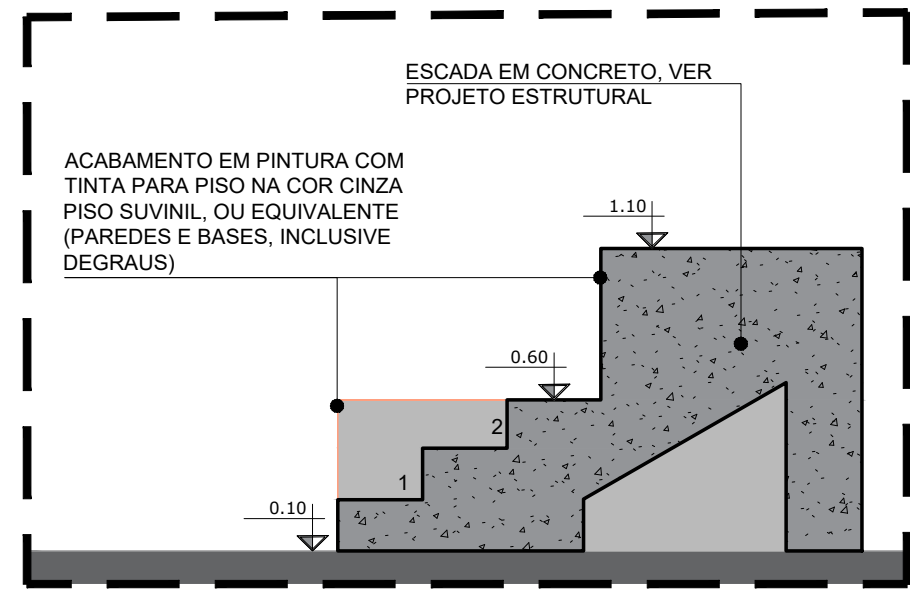 ESCADA EM CONCRETO, VER
PROJETO ESTRUTURAL
ACABAMENTO EM PINTURA COM
TINTA PARA PISO NA COR CINZA
PISO SUVINIL, OU EQUIVALENTE
(PAREDES E BASES, INCLUSIVE
DEGRAUS)
1.10
0.60
2
1
0.10